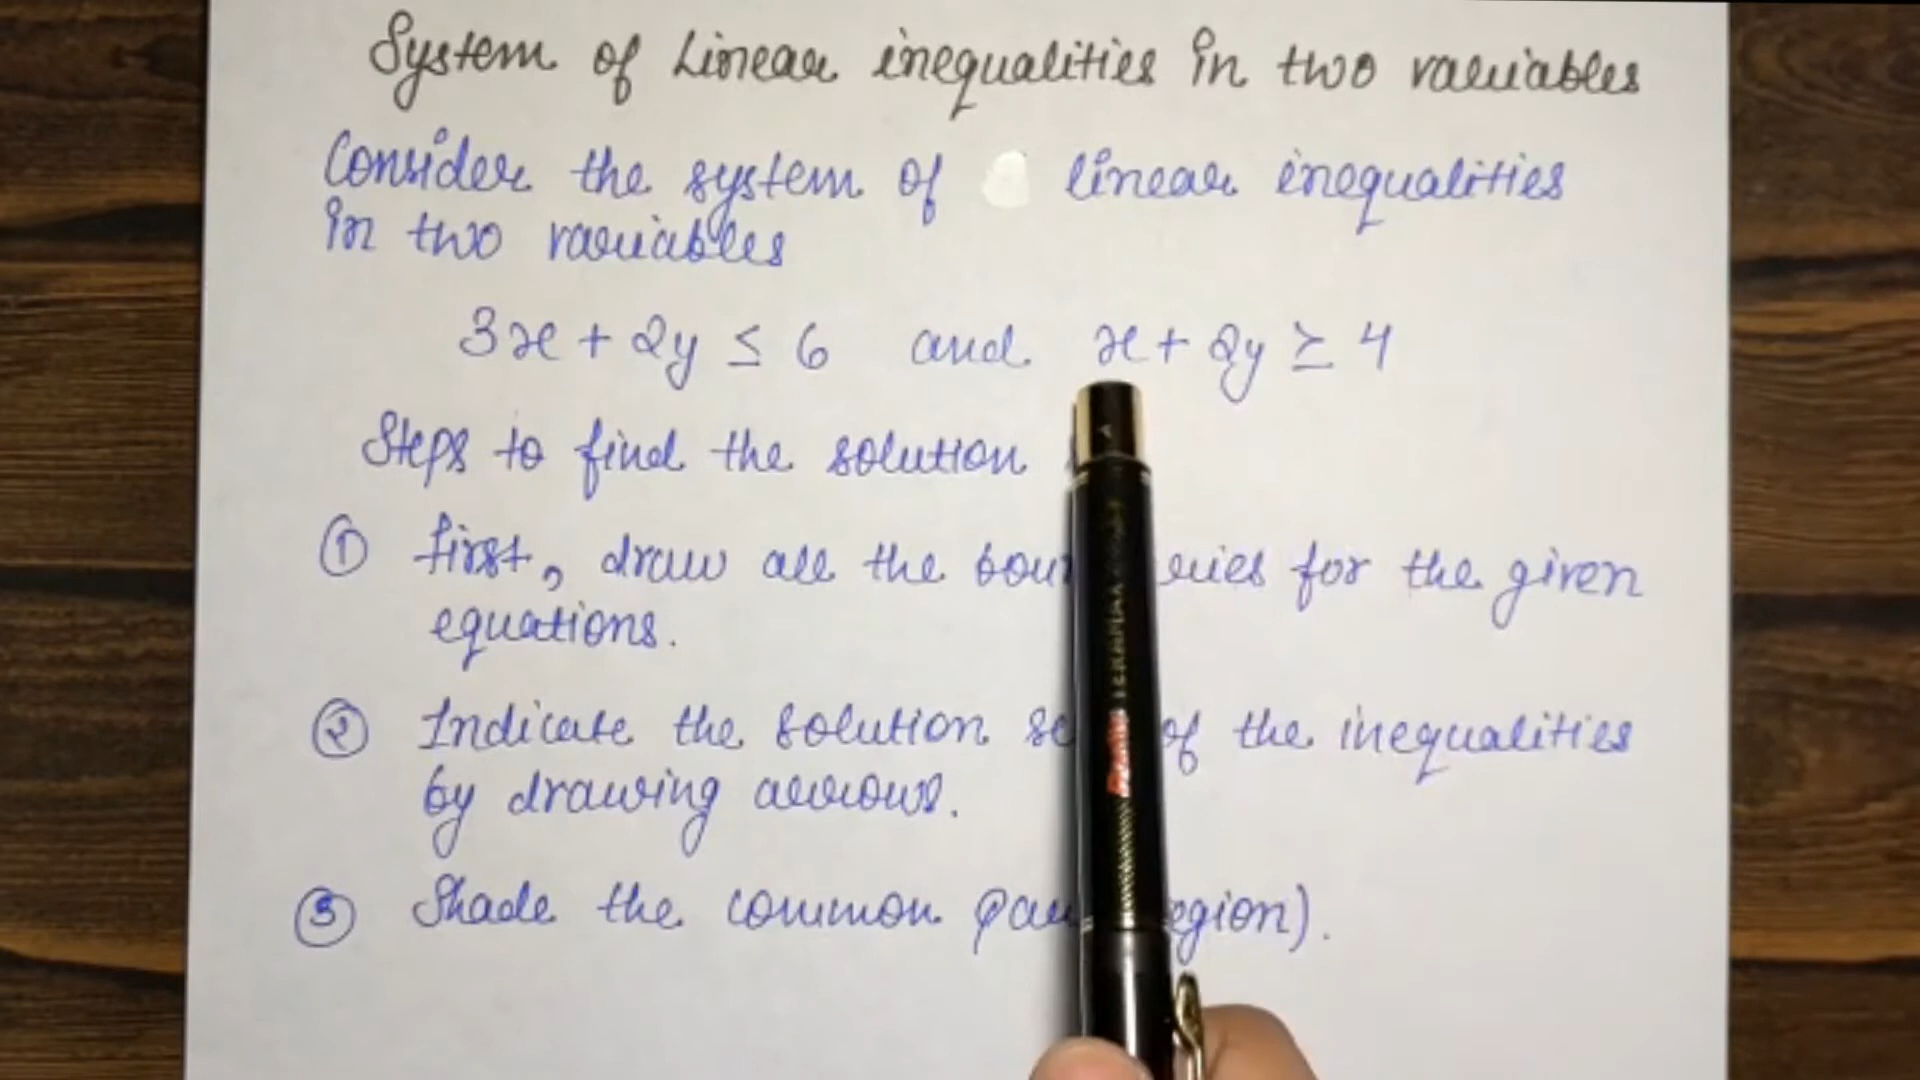 System of Linear inequalities in two variables
Consider the system of linear inequalities
in two variables
3x + 2y ≤ 6 and x + 2y ≥ 4
Steps to find the solution
① first, draw all the for the given
equations.
② Indicate the solution of the inequalities
by drawing arrows.
③ Shade the common